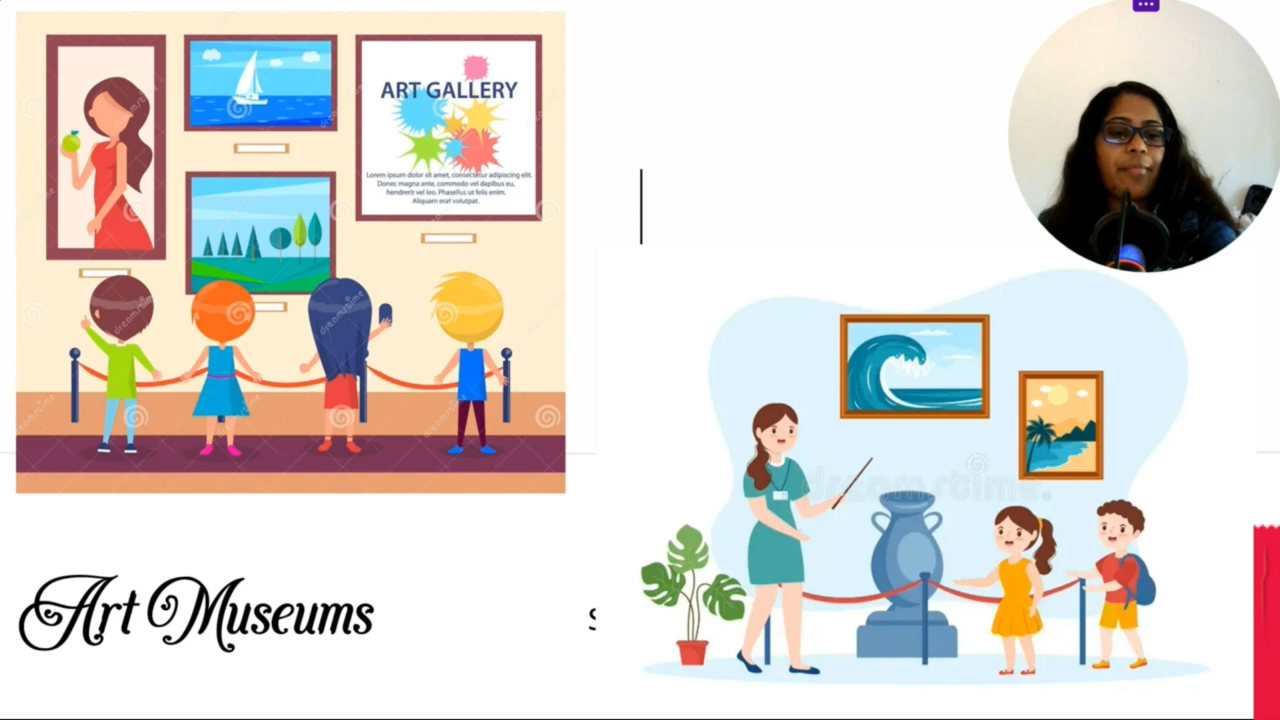 ART GALLERY
Lorem ipsum dolor sit amet, consectetur adipiscing elit.
Donec magna ante, commodo vel dapibus eu,
hendrerit vel leo. Phasellus ut felis enim.
Aliquam erat volutpat.
dreamstime.
Art Museums